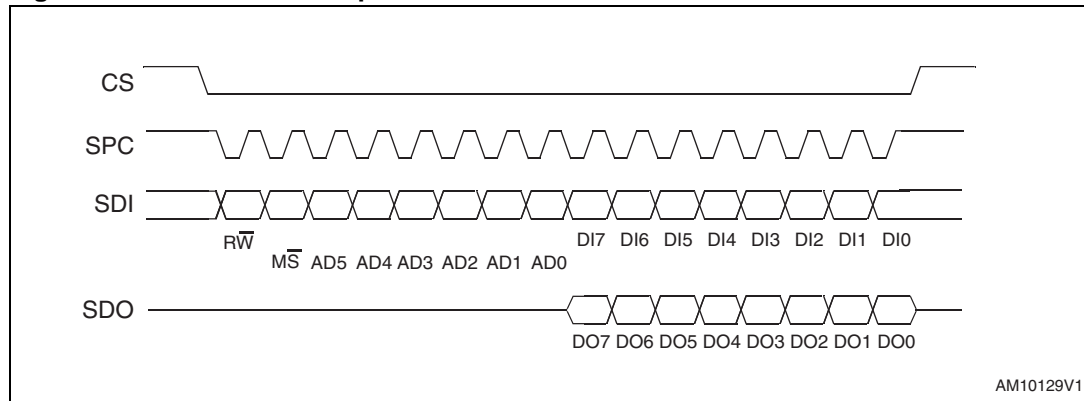 CS
SPC
SDI
RW̅
DI7 DI6 DI5 DI4 DI3 DI2 DI1 DI0
MS̅ AD5 AD4 AD3 AD2 AD1 AD0
SDO
DO7 DO6 DO5 DO4 DO3 DO2 DO1 DO0
AM10129V1